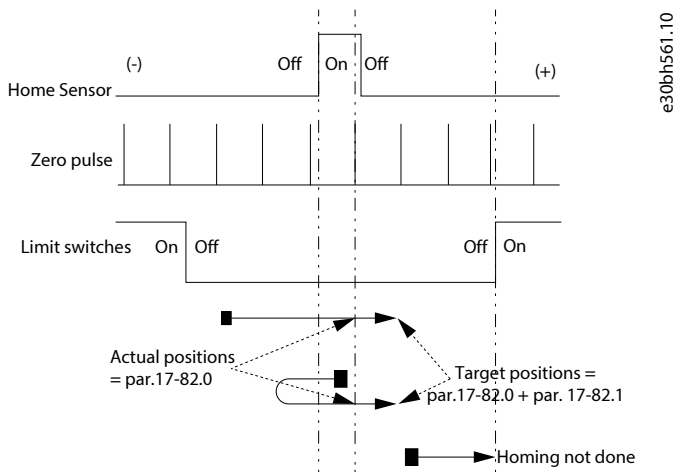 e30bh561.10
(-)
Off On Off
(+)
Home Sensor
Zero pulse
Limit switches
On Off
Off On
Actual positions
= par.17-82.0
Target positions =
par.17-82.0 + par. 17-82.1
Homing not done